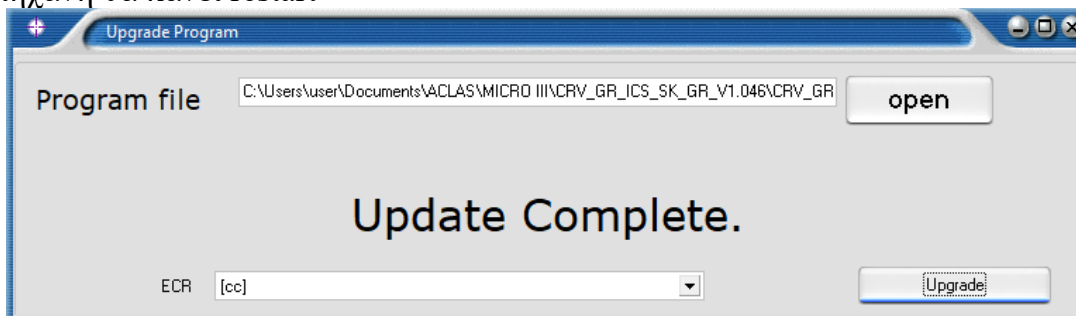 Upgrade Program
Program file
C:\Users\user\Documents\ACLAS\MICRO III\CRV_GR_ICS_SK_GR_V1.046\CRV_GR
open
Update Complete.
ECR
[cc]
Upgrade